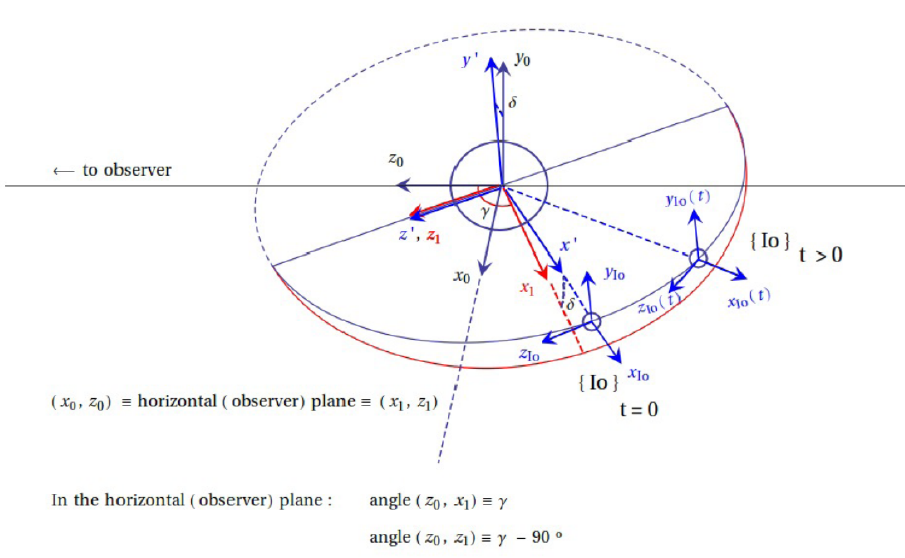 y' y₀
δ
z₀
← to observer
γ
y_Io(t)
z', z₁
x'
{ Io }
t > 0
x₀
x₁
y_Io
δ
z_Io(t)
x_Io(t)
z_Io
{ Io } x_Io
t = 0
( x₀, z₀ ) ≡ horizontal ( observer ) plane ≡ ( x₁, z₁ )
In the horizontal ( observer ) plane : angle ( z₀, x₁ ) ≡ γ
angle ( z₀, z₁ ) ≡ γ − 90 °